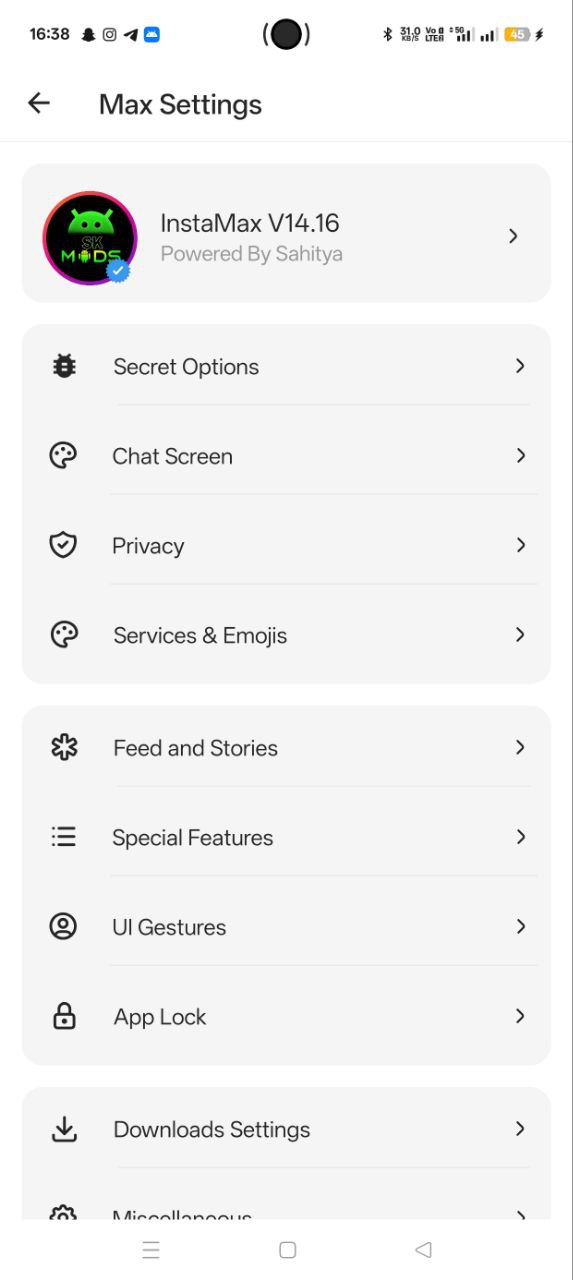 16:38
31.0 KB/S Vo LTE 5G 45
Max Settings
SK
MODS
InstaMax V14.16
Powered By Sahitya
Secret Options
Chat Screen
Privacy
Services & Emojis
Feed and Stories
Special Features
UI Gestures
App Lock
Downloads Settings
Miscellaneous